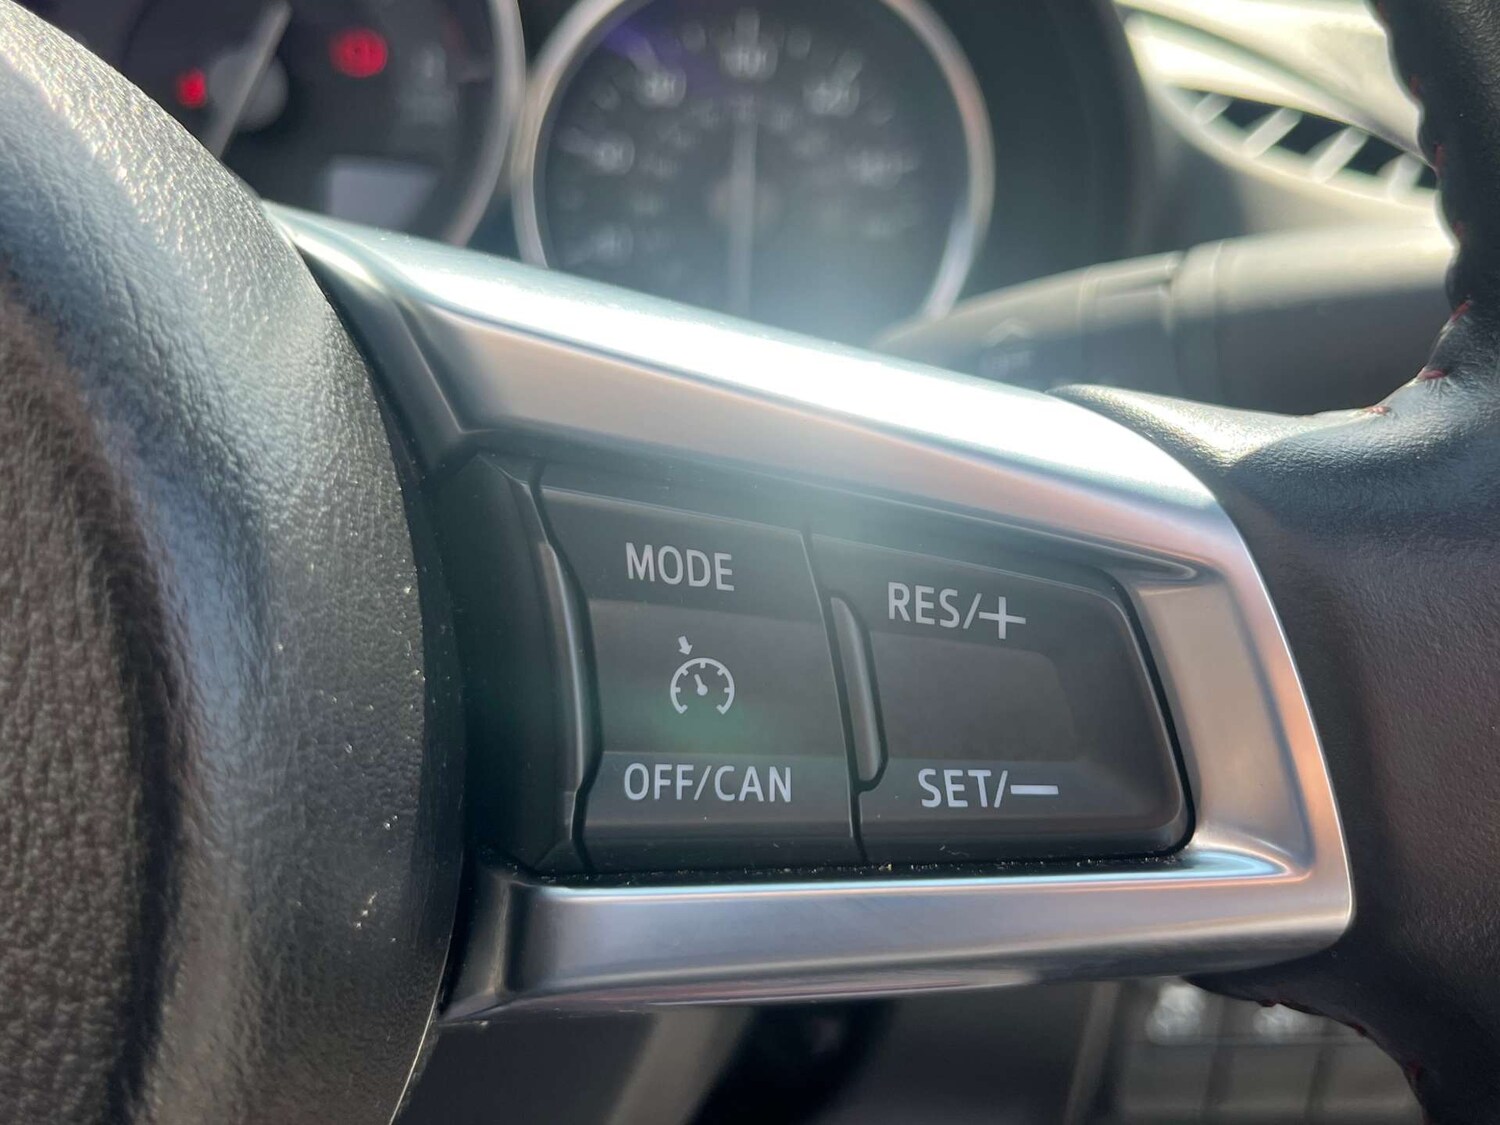 MODE
OFF/CAN
RES/+
SET/—